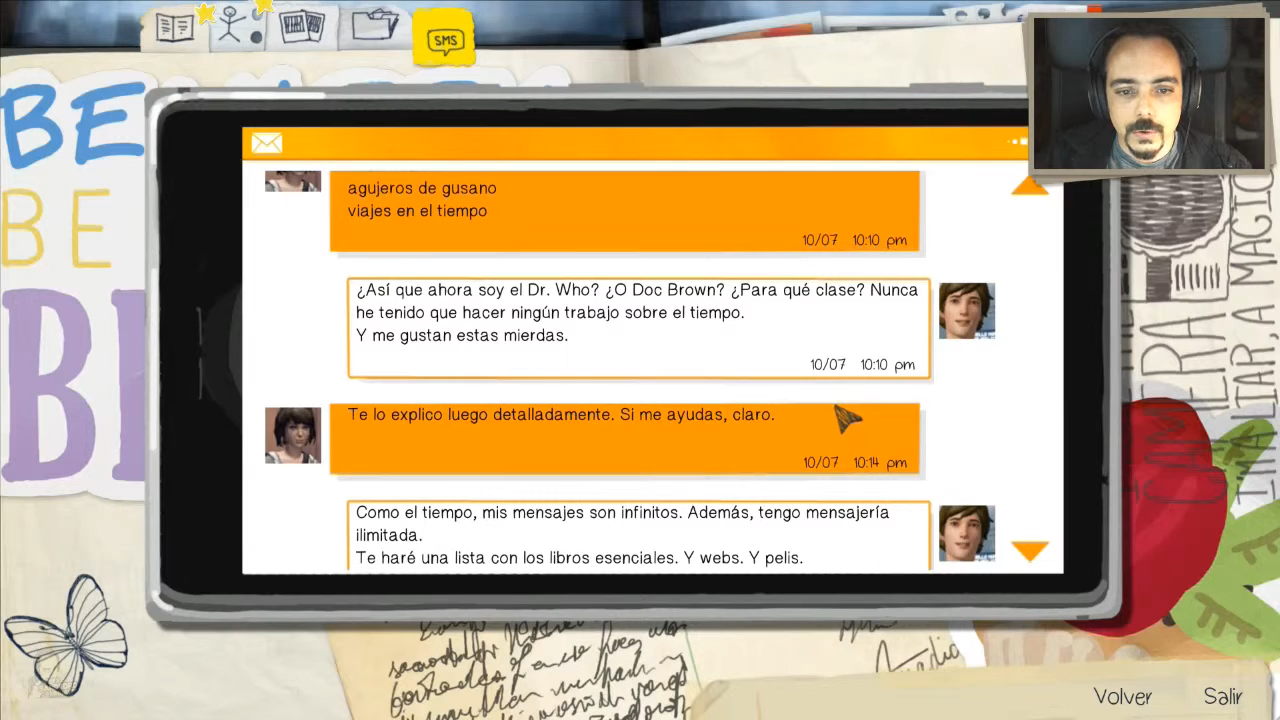 SMS
BE
BE
agujeros de gusano
viajes en el tiempo
10/07 10:10 pm
¿Así que ahora soy el Dr. Who? ¿O Doc Brown? ¿Para qué clase? Nunca
he tenido que hacer ningún trabajo sobre el tiempo.
Y me gustan estas mierdas.
10/07 10:10 pm
Te lo explico luego detalladamente. Si me ayudas, claro.
10/07 10:14 pm
Como el tiempo, mis mensajes son infinitos. Además, tengo mensajería
ilimitada.
Te haré una lista con los libros esenciales. Y webs. Y pelis.
Volver
Salir